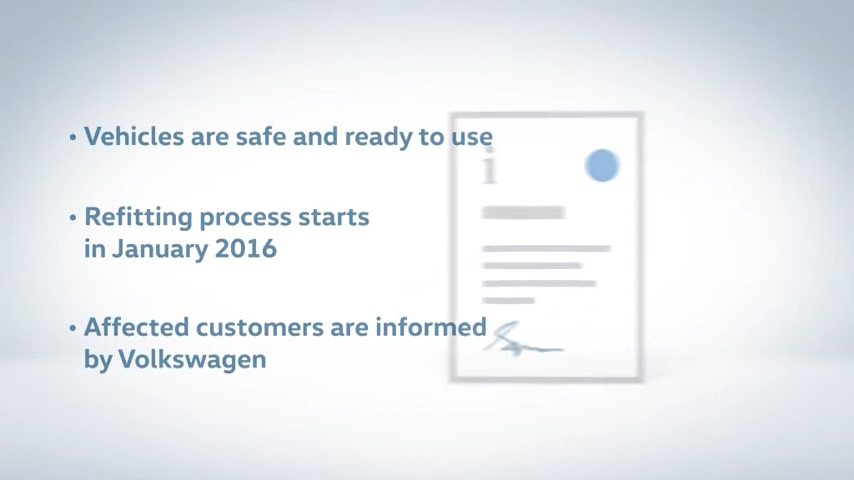 • Vehicles are safe and ready to use
i
• Refitting process starts
in January 2016
• Affected customers are informed
by Volkswagen